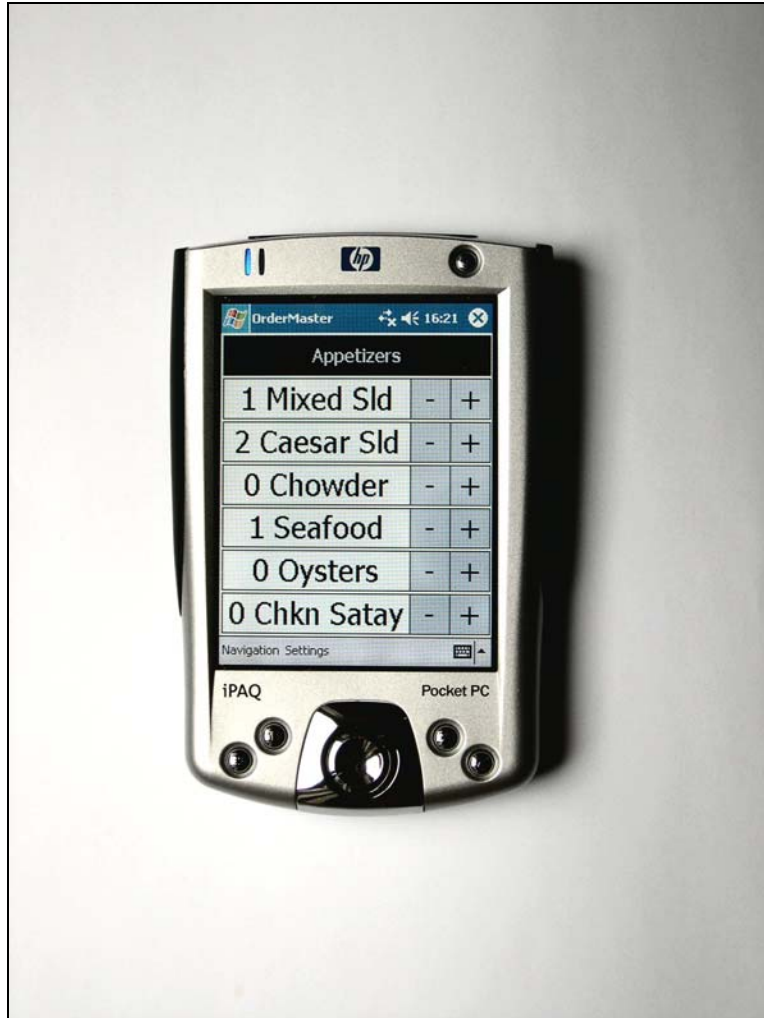 hp
OrderMaster 16:21
Appetizers
1 Mixed Sld - +
2 Caesar Sld - +
0 Chowder - +
1 Seafood - +
0 Oysters - +
0 Chkn Satay - +
Navigation Settings
iPAQ Pocket PC